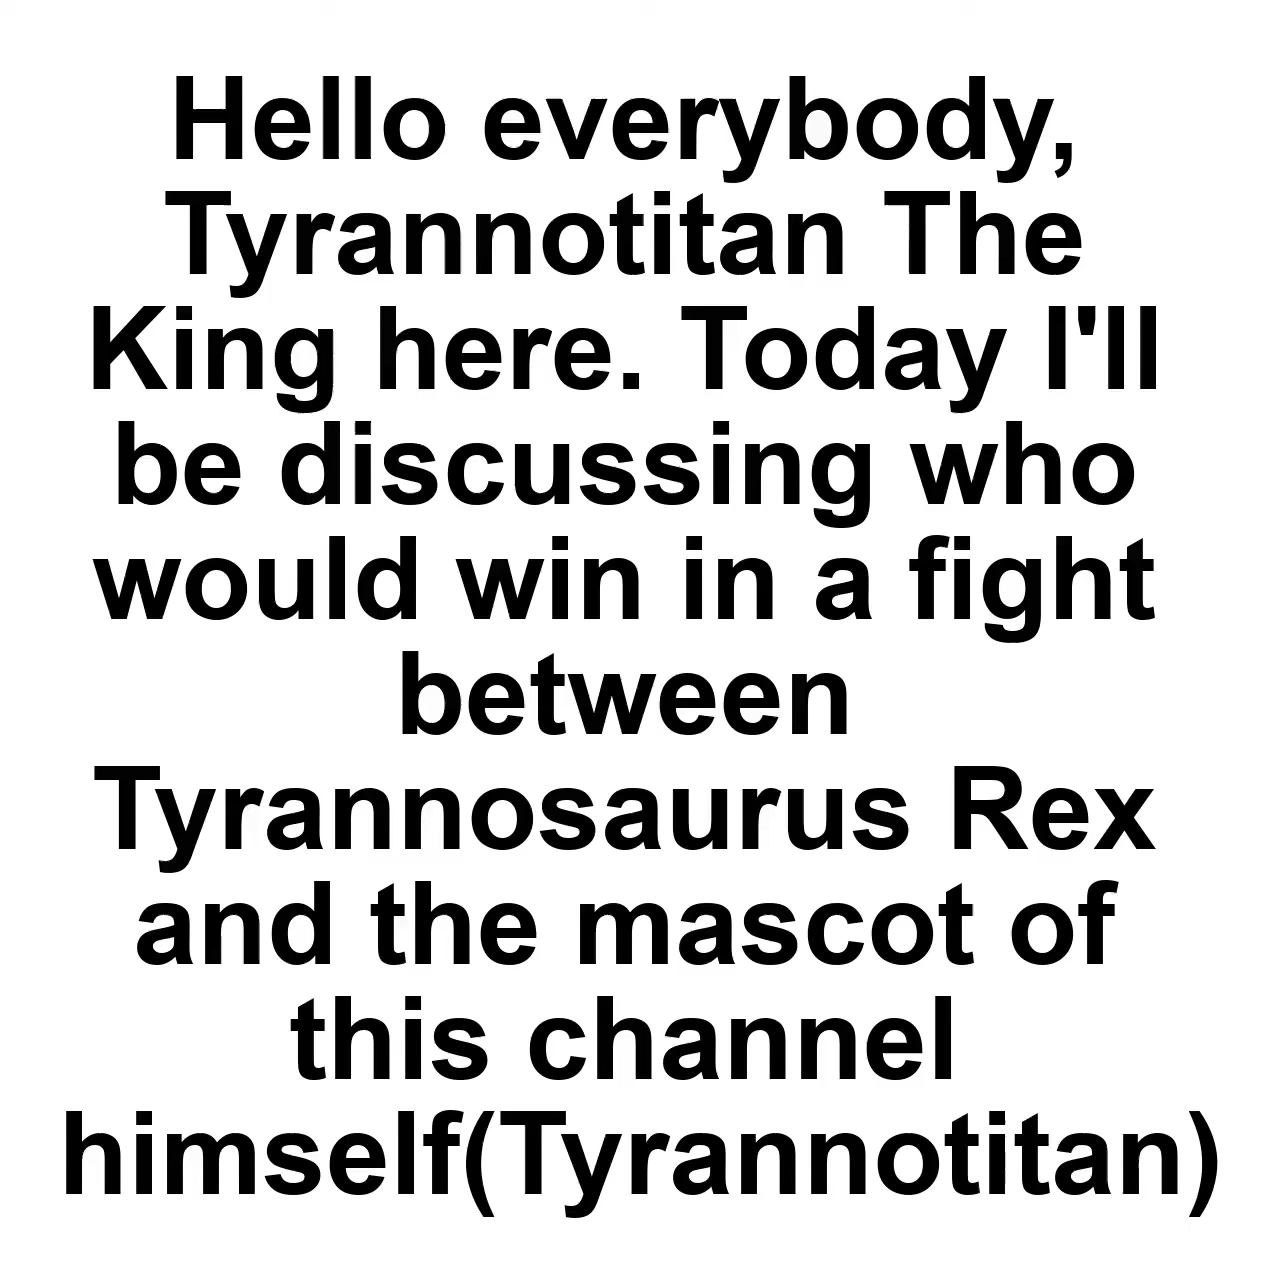 Hello everybody,
Tyrannotitan The
King here. Today I'll
be discussing who
would win in a fight
between
Tyrannosaurus Rex
and the mascot of
this channel
himself(Tyrannotitan)